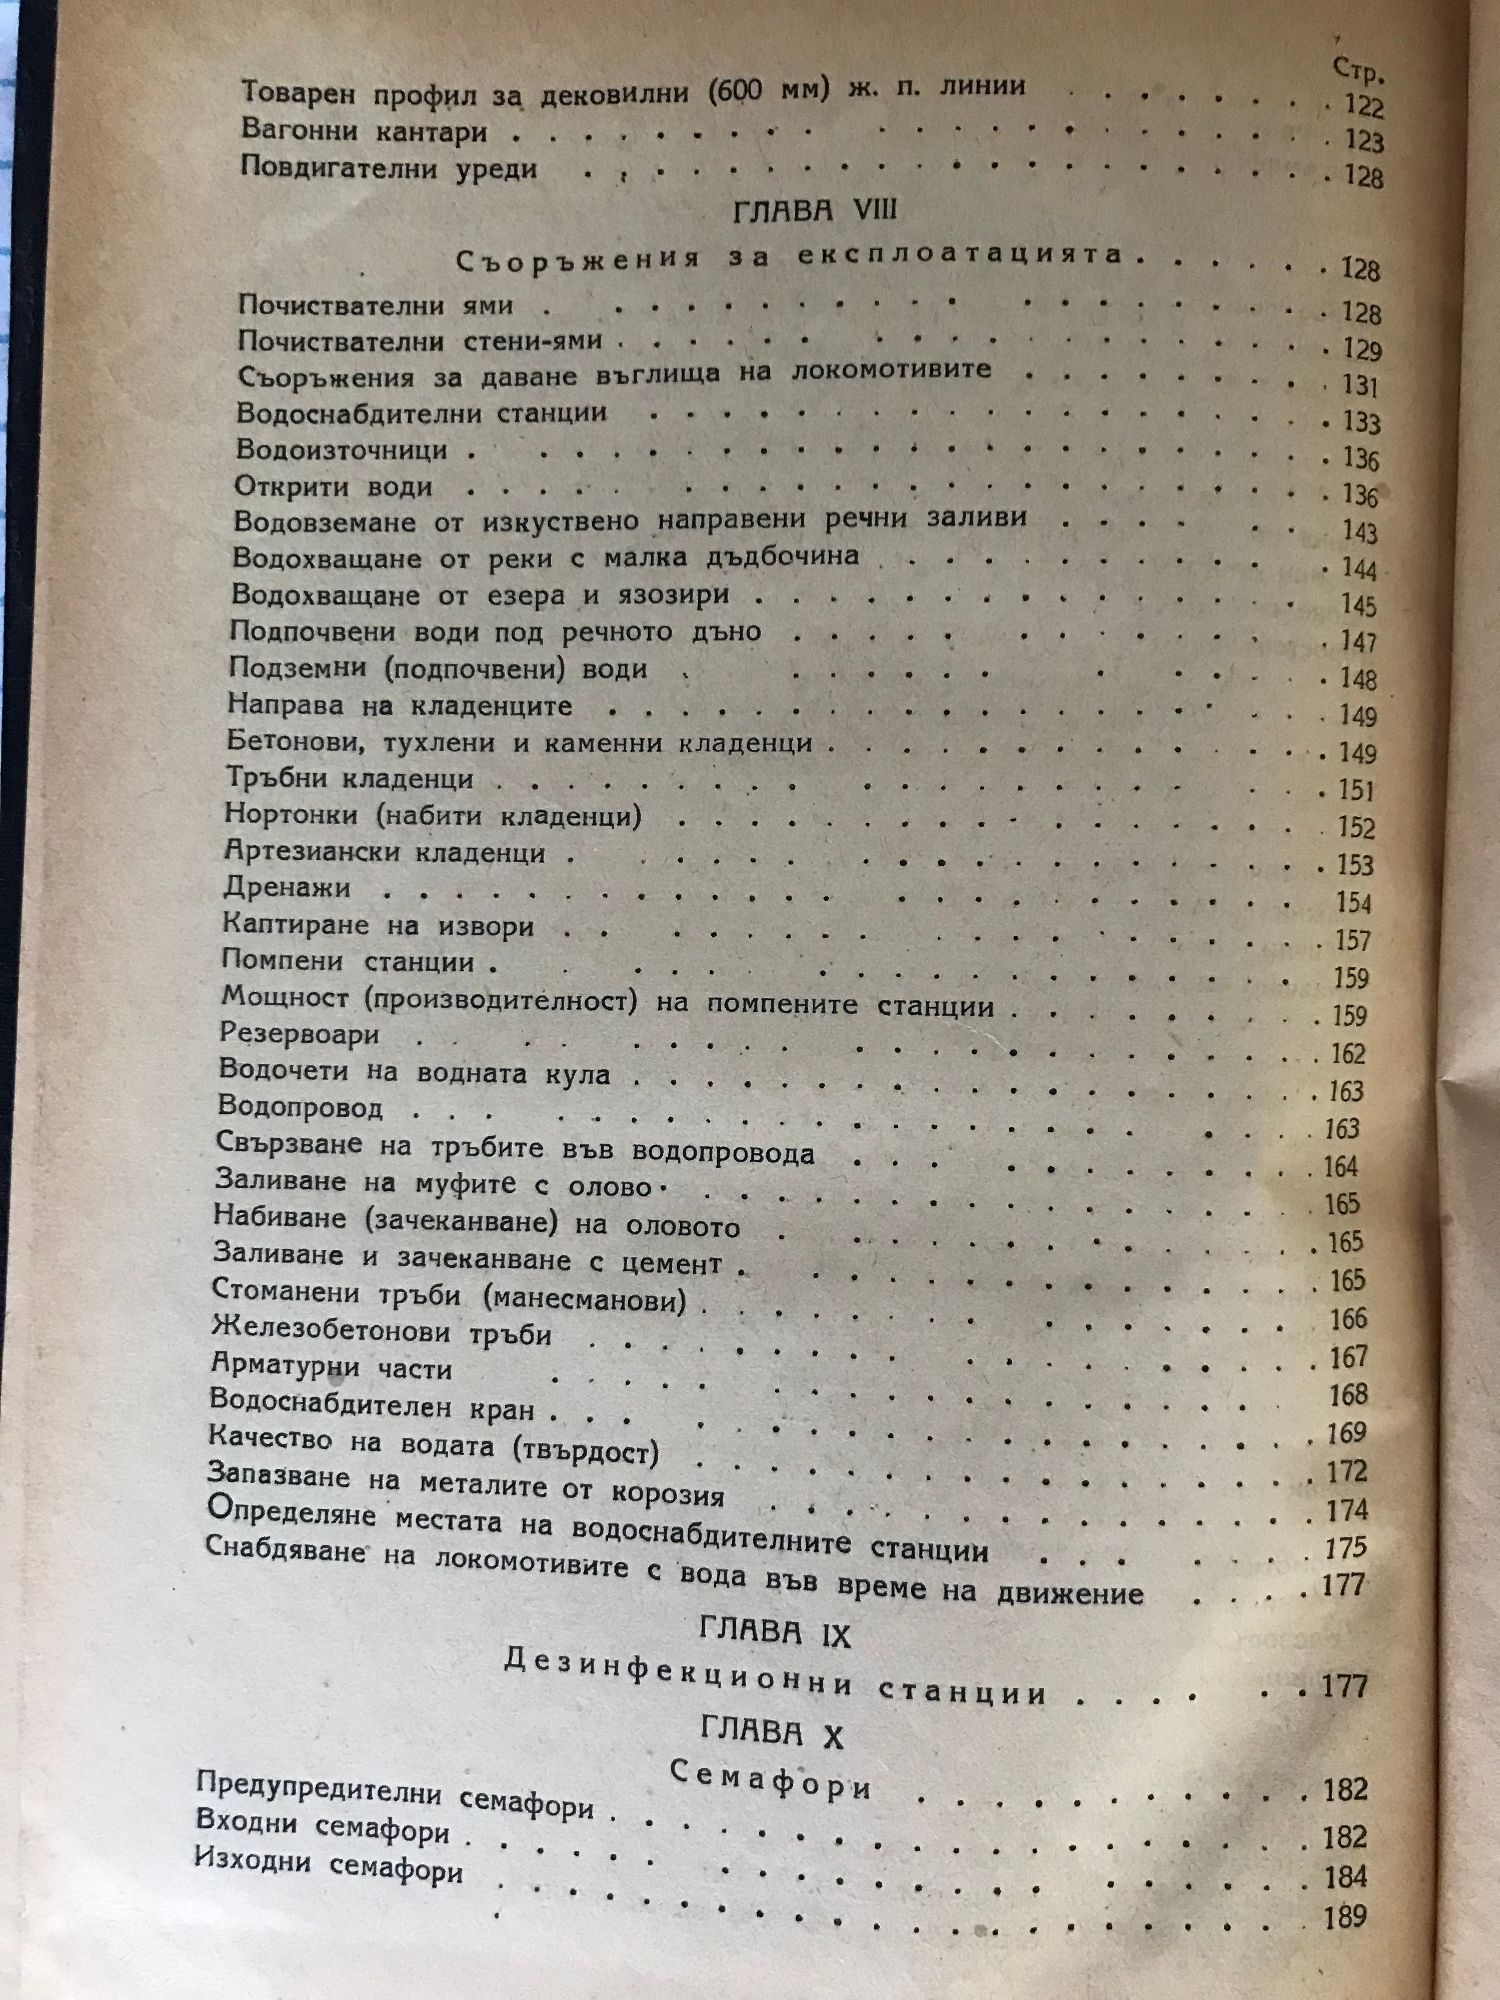 Стр.
Товарен профил за дековилни (600 мм) ж. п. линии . . . . . . . . 122
Вагонни кантари . . . . . . . . . . . . . . . . . . . . 123
Повдигателни уреди . . . . . . . . . . . . . . . . . . . 128
ГЛАВА VIII
Съоръжения за експлоатацията . . . . . . 128
Почиствателни ями . . . . . . . . . . . . . . . . . . . 128
Почиствателни стени-ями . . . . . . . . . . . . . . . . . 129
Съоръжения за даване въглища на локомотивите . . . . . . . . . 131
Водоснабдителни станции . . . . . . . . . . . . . . . . . 133
Водоизточници . . . . . . . . . . . . . . . . . . . . . 136
Открити води . . . . . . . . . . . . . . . . . . . . . 136
Водовземане от изкуствено направени речни заливи . . . . . . 143
Водохващане от реки с малка дъдбочина . . . . . . . . . . . 144
Водохващане от езера и язозири . . . . . . . . . . . . . . 145
Подпочвени води под речното дъно . . . . . . . . . . . . . 147
Подземни (подпочвени) води . . . . . . . . . . . . . 148
Направа на кладенците . . . . . . . . . . . . . . . . . . 149
Бетонови, тухлени и каменни кладенци . . . . . . . . . . . . 149
Тръбни кладенци . . . . . . . . . . . . . . . . . . . . 151
Нортонки (набити кладенци) . . . . . . . . . . . . . . . . 152
Артезиански кладенци . . . . . . . . . . . . . . . . . . 153
Дренажи . . . . . . . . . . . . . . . . . . . . . . . 154
Каптиране на извори . . . . . . . . . . . . . . . . . . 157
Помпени станции . . . . . . . . . . . . . . . . . . . 159
Мощност (производителност) на помпените станции . . . . . . . . . 159
Резервоари . . . . . . . . . . . . . . . . . . . . . 162
Водочети на водната кула . . . . . . . . . . . . . . . . . 163
Водопровод . . . . . . . . . . . . . . . . . . . . . 163
Свързване на тръбите във водопровода . . . . . . . . . . . 164
Заливане на муфите с олово . . . . . . . . . . . . . . . . 165
Набиване (зачеканване) на оловото . . . . . . . . . . . . . 165
Заливане и зачеканване с цемент . . . . . . . . . . . . . . 165
Стоманени тръби (манесманови) . . . . . . . . . . . . . . . 166
Железобетонови тръби . . . . . . . . . . . . . . . . . . 167
Арматурни части . . . . . . . . . . . . . . . . . . . 168
Водоснабдителен кран . . . . . . . . . . . . . . . . . . 169
Качество на водата (твърдост) . . . . . . . . . . . . . . . 172
Запазване на металите от корозия . . . . . . . . . . . . . 174
Определяне местата на водоснабдителните станции . . . . . . . 175
Снабдяване на локомотивите с вода във време на движение . . . . 177
ГЛАВА IX
Дезинфекционни станции . . . . . . 177
ГЛАВА X
Семафори . . . . . . . . . . . 182
Предупредителни семафори . . . . . . . . . . . . . . . . . 182
Входни семафори . . . . . . . . . . . . . . . . . . . . 184
Изходни семафори . . . . . . . . . . . . . . . . . . . . 189